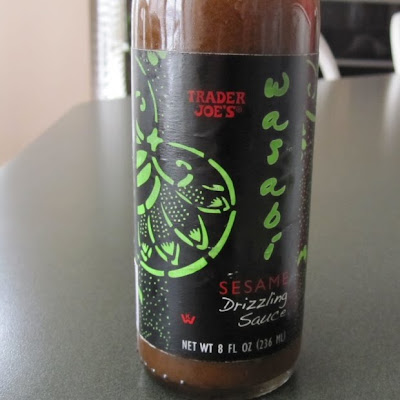 TRADER
JOE'S®
wasabi
SESAME
Drizzling
Sauce
NET WT 8 FL OZ (236 ML)